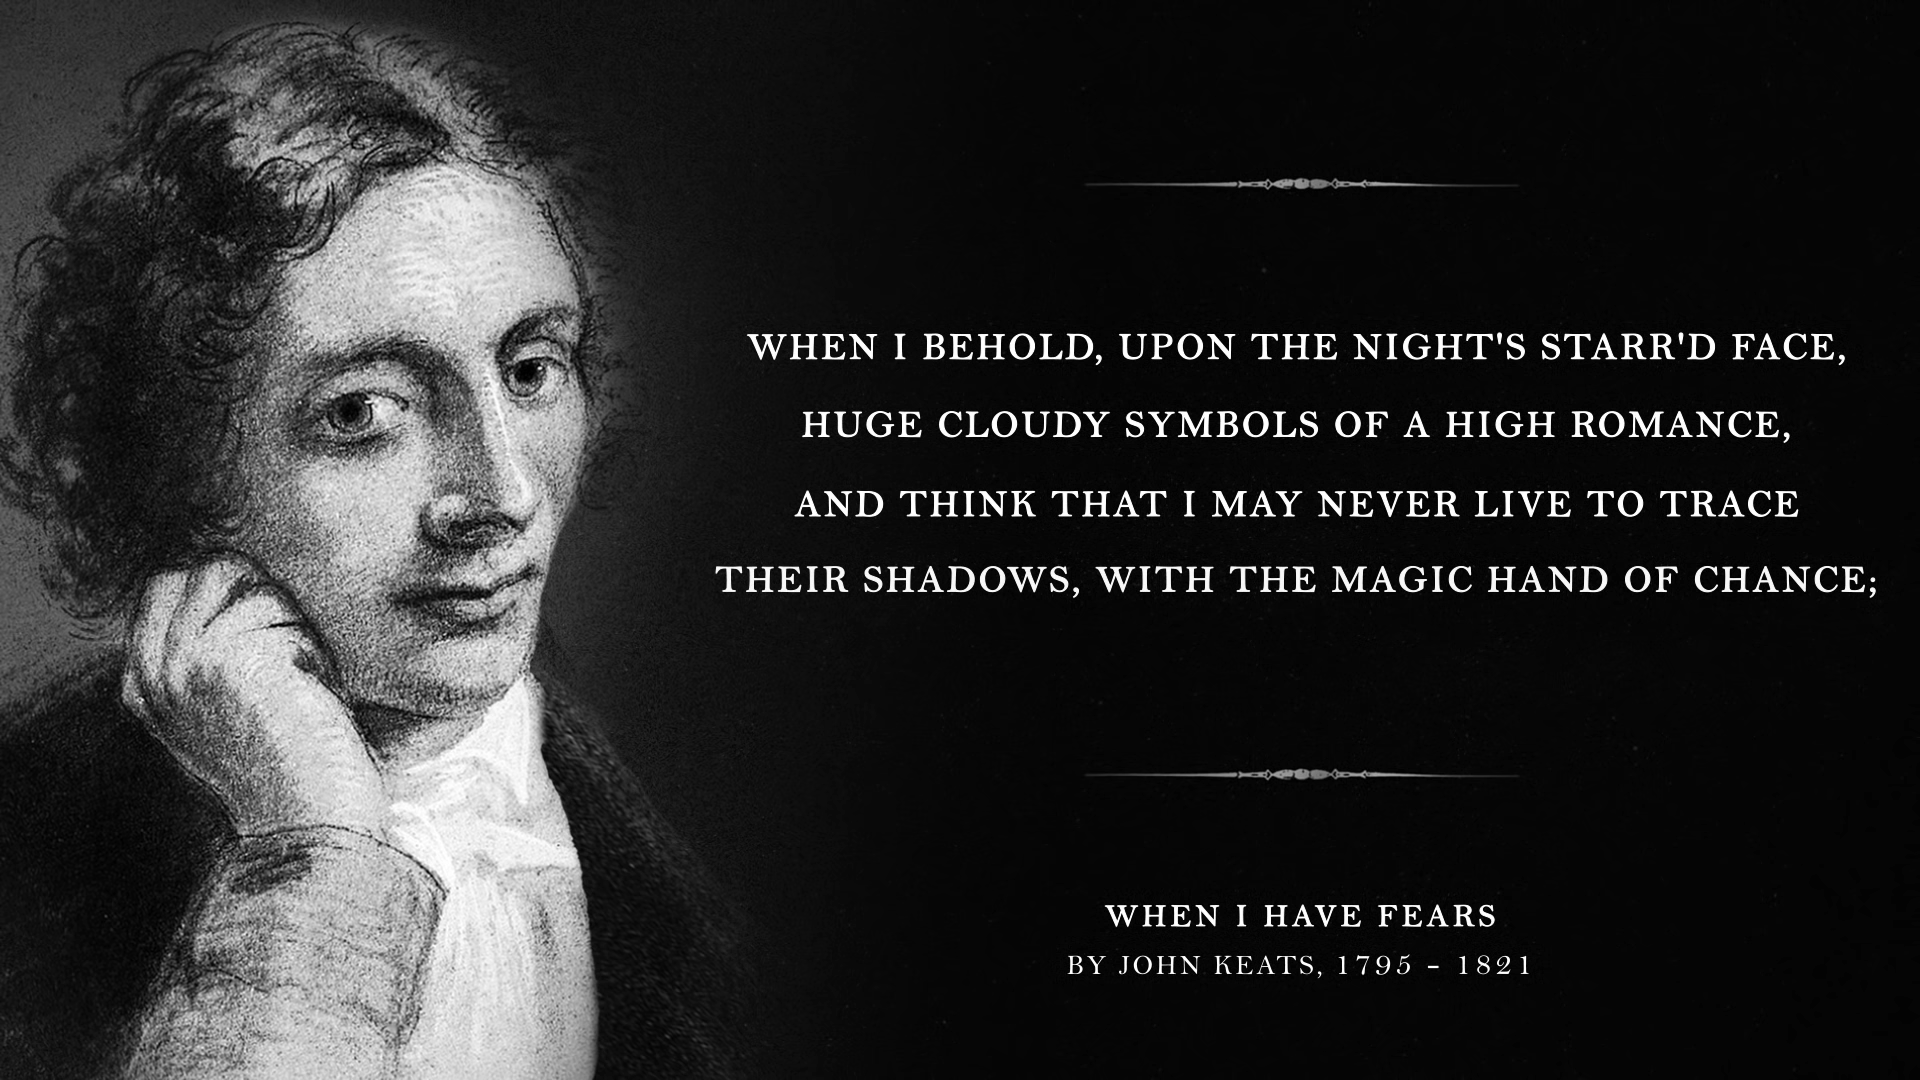 WHEN I BEHOLD, UPON THE NIGHT'S STARR'D FACE,
HUGE CLOUDY SYMBOLS OF A HIGH ROMANCE,
AND THINK THAT I MAY NEVER LIVE TO TRACE
THEIR SHADOWS, WITH THE MAGIC HAND OF CHANCE;
WHEN I HAVE FEARS
BY JOHN KEATS, 1795 - 1821